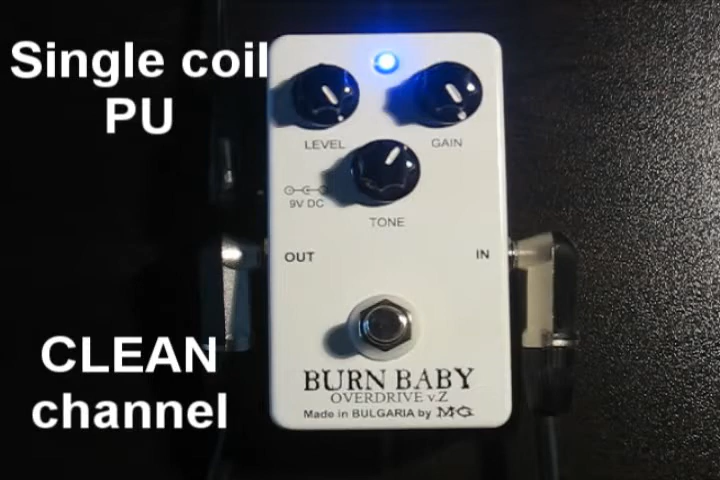 Single coil
PU
LEVEL
GAIN
9V DC
TONE
OUT
IN
CLEAN
channel
BURN BABY
OVERDRIVE v.Z
Made in BULGARIA by MG